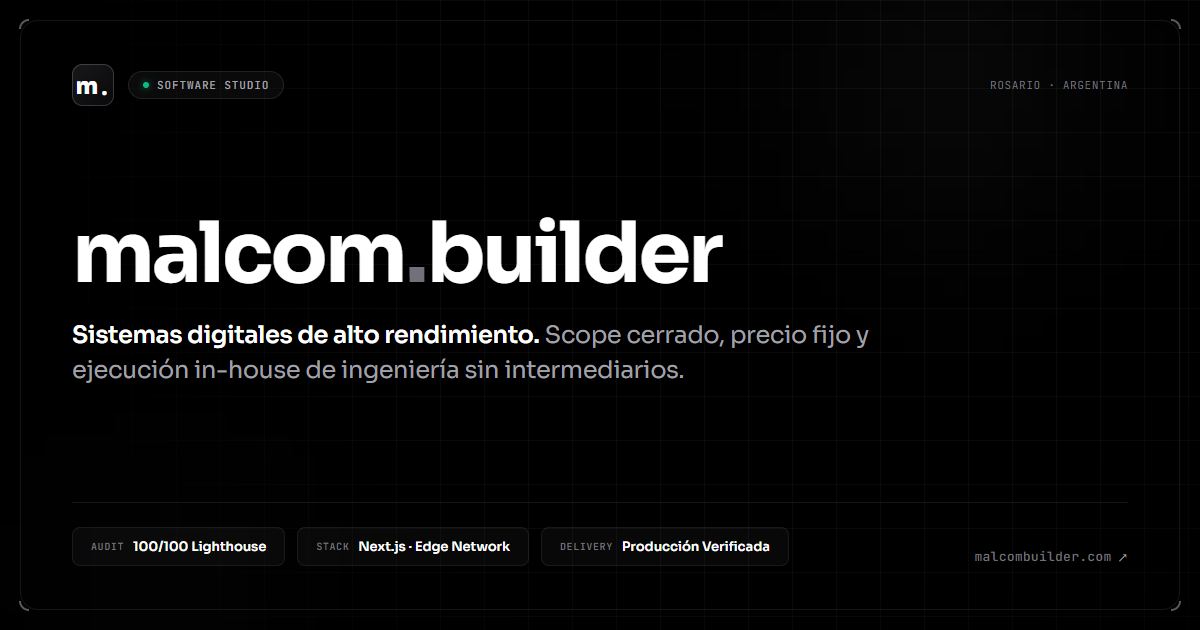 m.
SOFTWARE STUDIO
ROSARIO · ARGENTINA
malcom.builder
Sistemas digitales de alto rendimiento. Scope cerrado, precio fijo y
ejecución in-house de ingeniería sin intermediarios.
AUDIT 100/100 Lighthouse
STACK Next.js · Edge Network
DELIVERY Producción Verificada
malcombuilder.com ↗